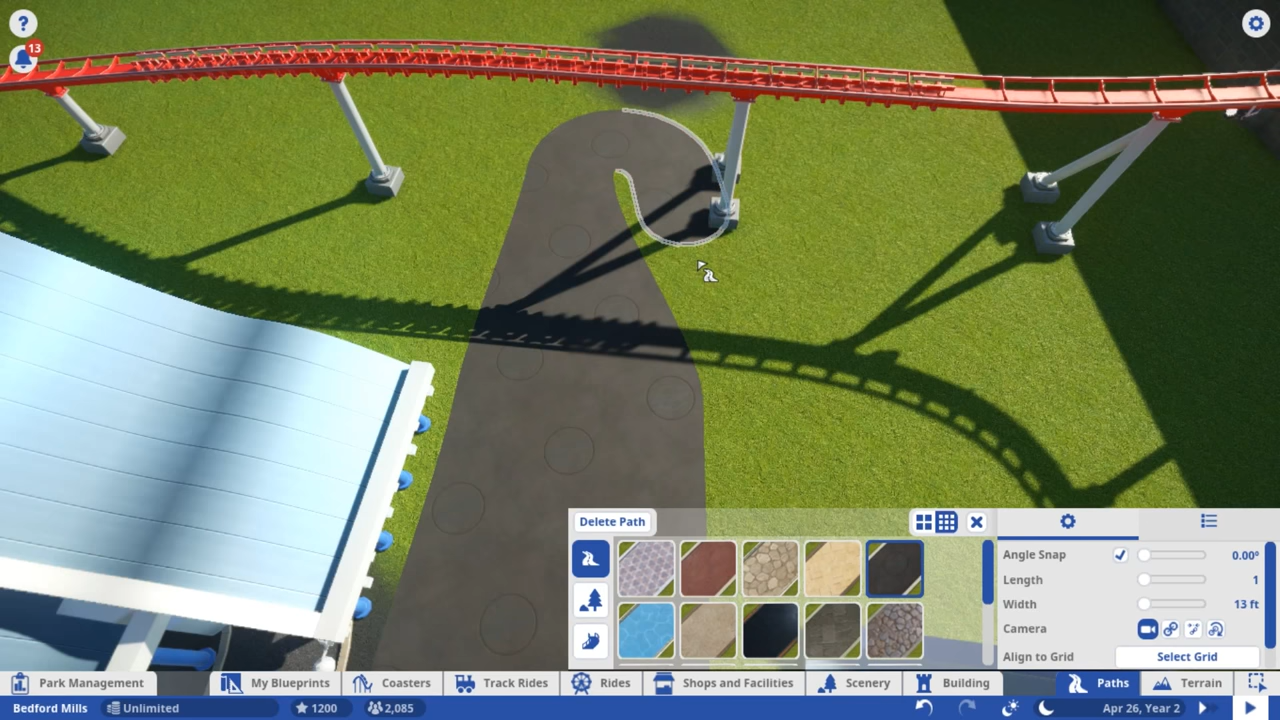 ?
13
Delete Path
Angle Snap 0.00°
Length 1
Width 13 ft
Camera
Align to Grid Select Grid
Park Management My Blueprints Coasters Track Rides Rides Shops and Facilities Scenery Building Paths Terrain
Bedford Mills Unlimited 1200 2,085 Apr 26, Year 2